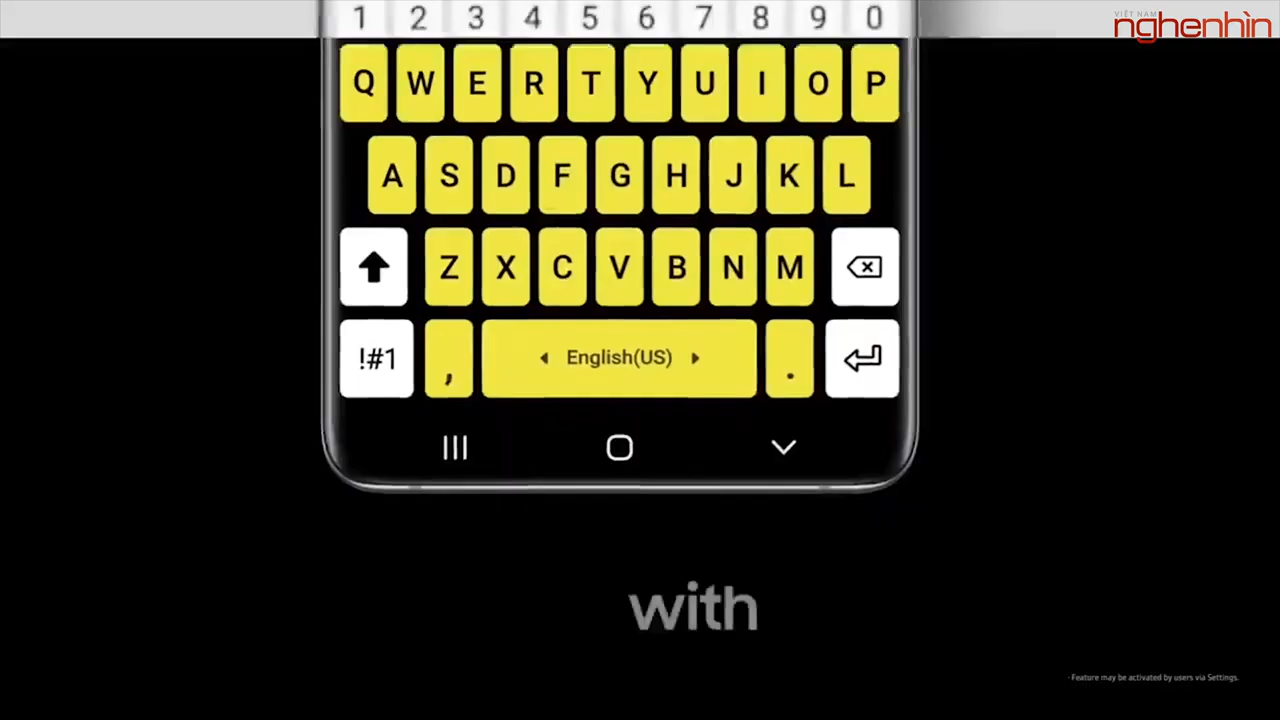 VIỆT NAM
nghenhìn
1 2 3 4 5 6 7 8 9 0
Q W E R T Y U I O P
A S D F G H J K L
Z X C V B N M
!#1 , English(US) .
with
· Feature may be activated by users via Settings.